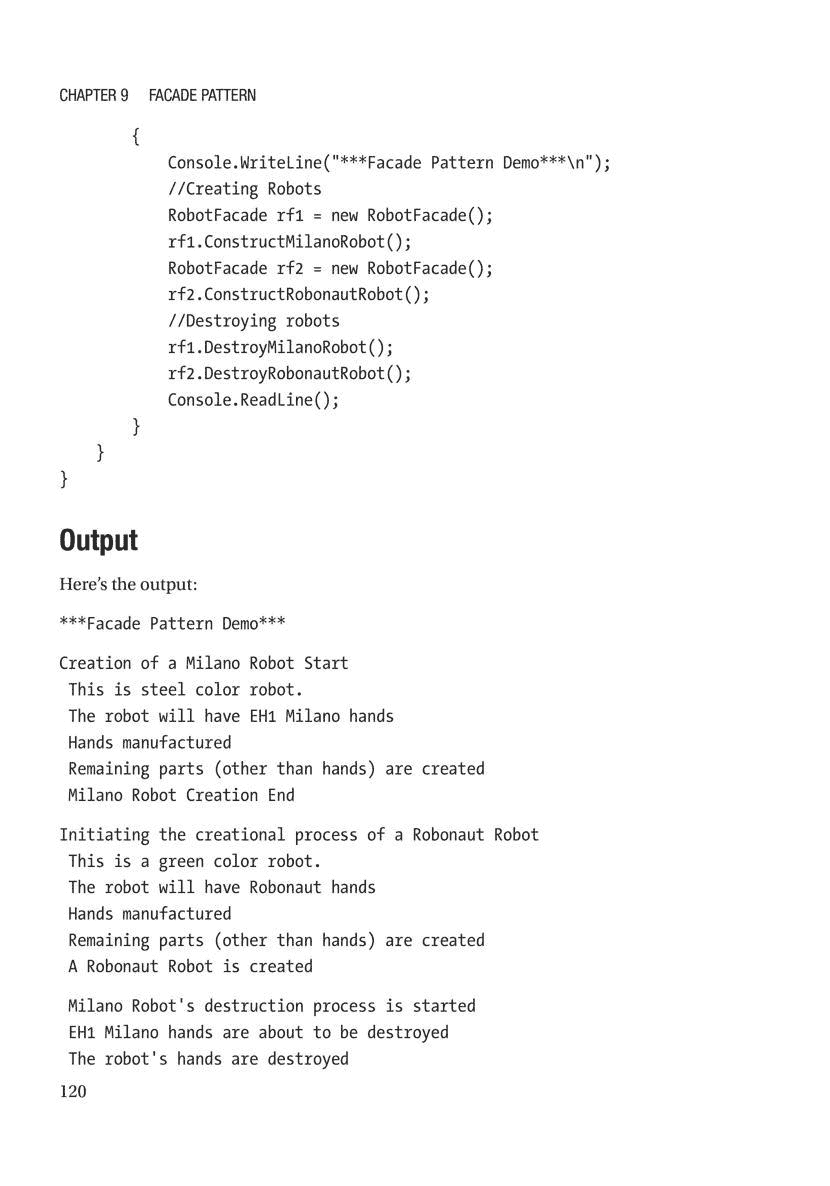 CHAPTER 9 FACADE PATTERN
{
Console.WriteLine("***Facade Pattern Demo***\n");
//Creating Robots
RobotFacade rf1 = new RobotFacade();
rf1.ConstructMilanoRobot();
RobotFacade rf2 = new RobotFacade();
rf2.ConstructRobonautRobot();
//Destroying robots
rf1.DestroyMilanoRobot();
rf2.DestroyRobonautRobot();
Console.ReadLine();
}
}
}
Output
Here’s the output:
***Facade Pattern Demo***
Creation of a Milano Robot Start
This is steel color robot.
The robot will have EH1 Milano hands
Hands manufactured
Remaining parts (other than hands) are created
Milano Robot Creation End
Initiating the creational process of a Robonaut Robot
This is a green color robot.
The robot will have Robonaut hands
Hands manufactured
Remaining parts (other than hands) are created
A Robonaut Robot is created
Milano Robot's destruction process is started
EH1 Milano hands are about to be destroyed
The robot's hands are destroyed
120